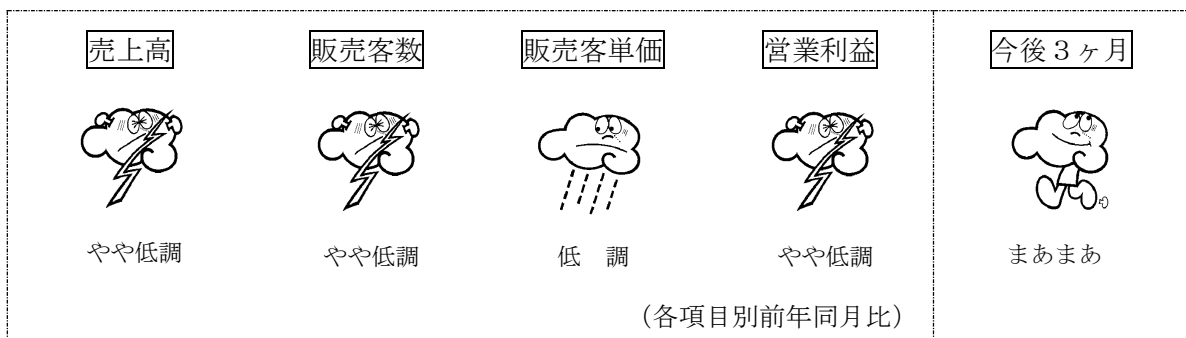 売上高 販売客数 販売客単価 営業利益 今後３ヶ月
やや低調 やや低調 低　調 やや低調 まあまあ
（各項目別前年同月比）